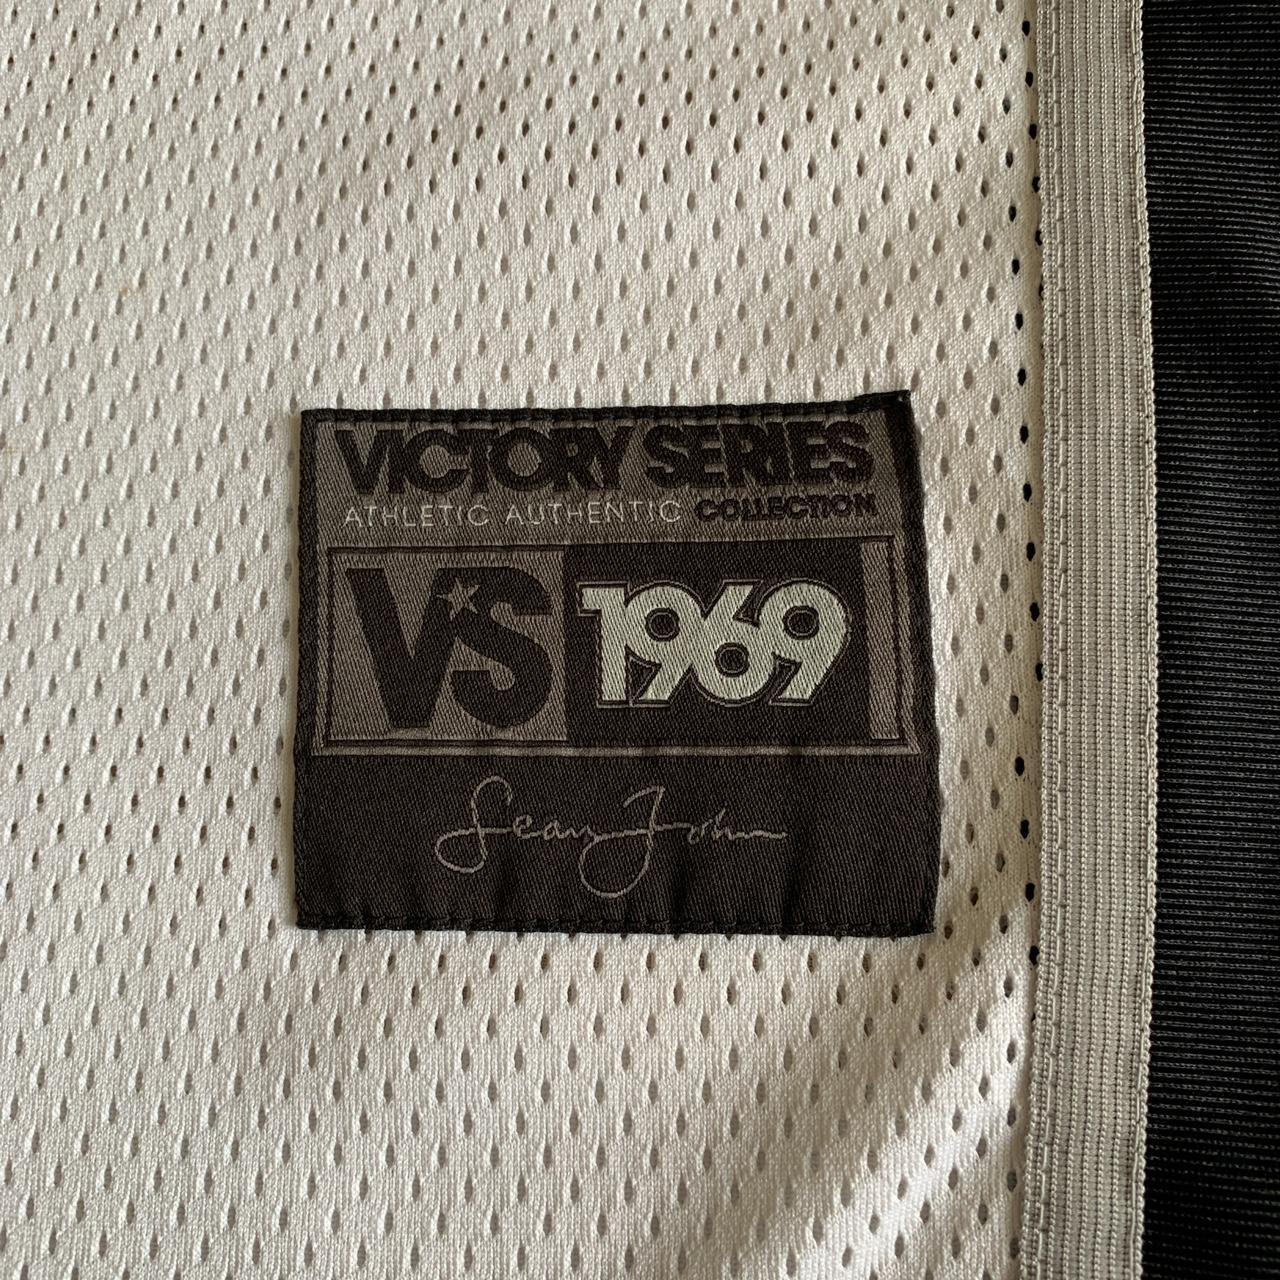 VICTORY SERIES
ATHLETIC AUTHENTIC COLLECTION
VS 1969
Sean John